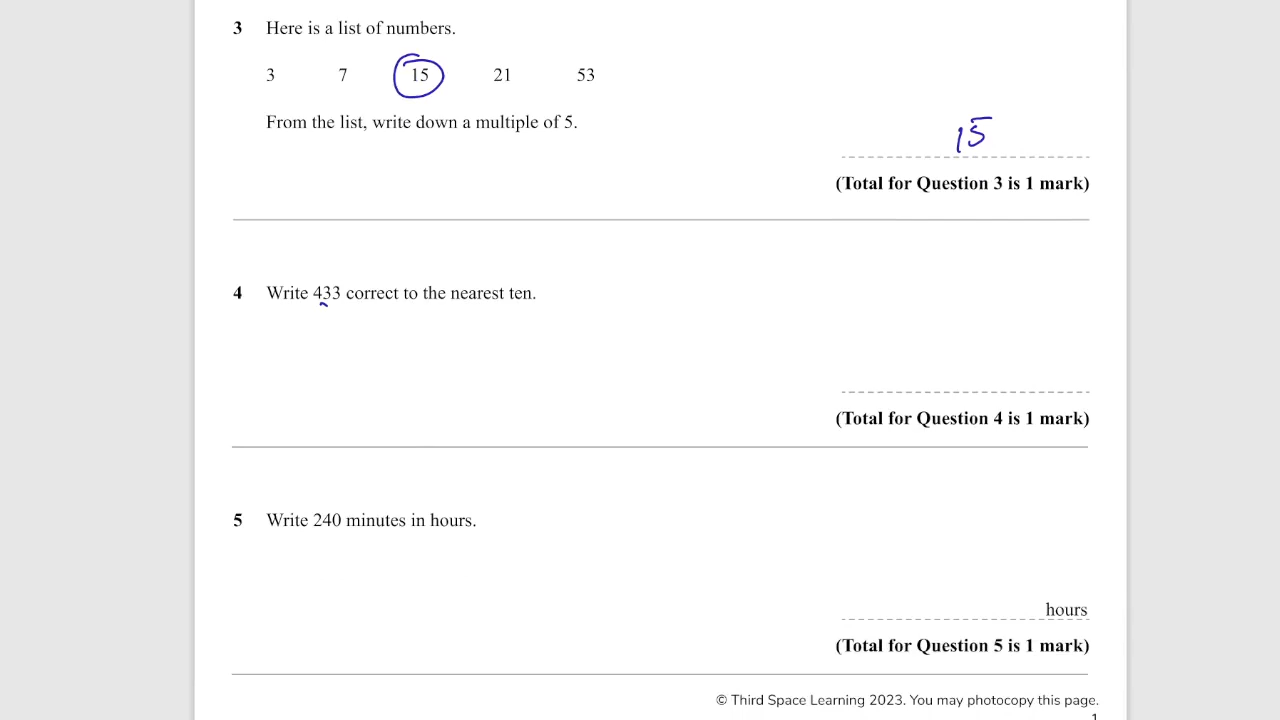 3 Here is a list of numbers.
3 7 15 21 53
From the list, write down a multiple of 5.
15
(Total for Question 3 is 1 mark)
4 Write 433 correct to the nearest ten.
(Total for Question 4 is 1 mark)
5 Write 240 minutes in hours.
hours
(Total for Question 5 is 1 mark)
© Third Space Learning 2023. You may photocopy this page.
1